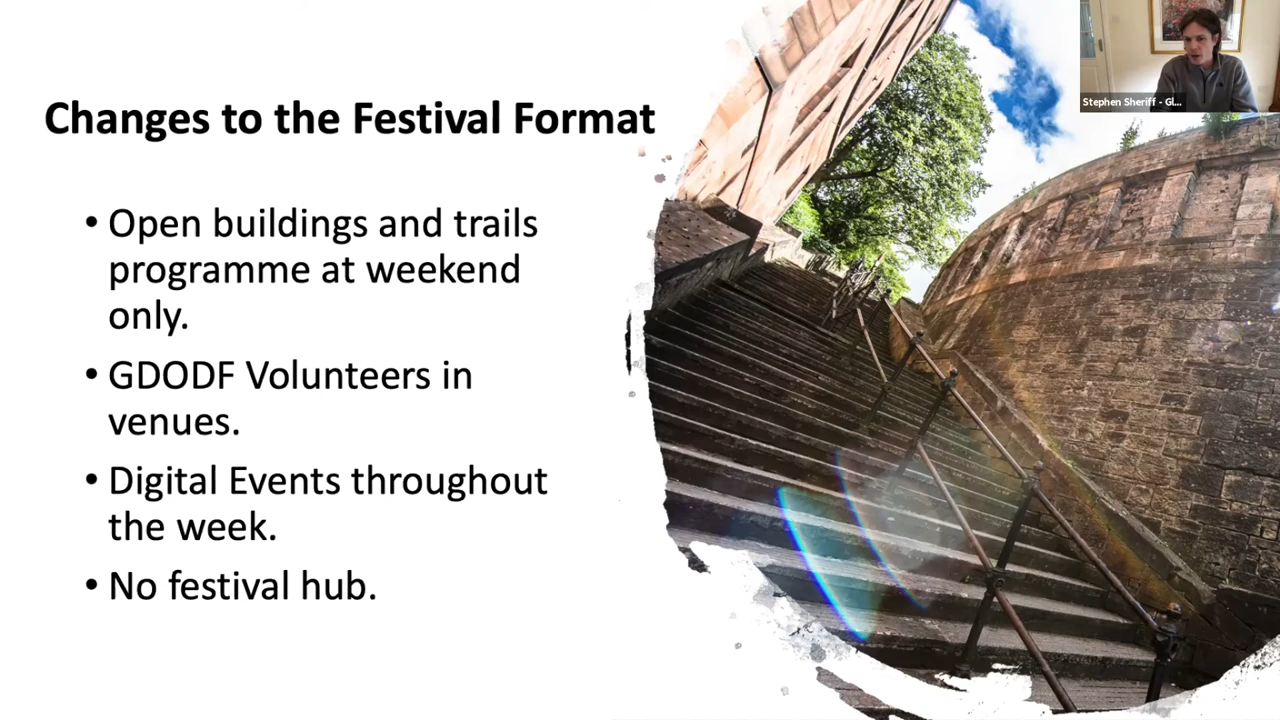 Stephen Sheriff - Gl...
Changes to the Festival Format
• Open buildings and trails
programme at weekend
only.
• GDODF Volunteers in
venues.
• Digital Events throughout
the week.
• No festival hub.